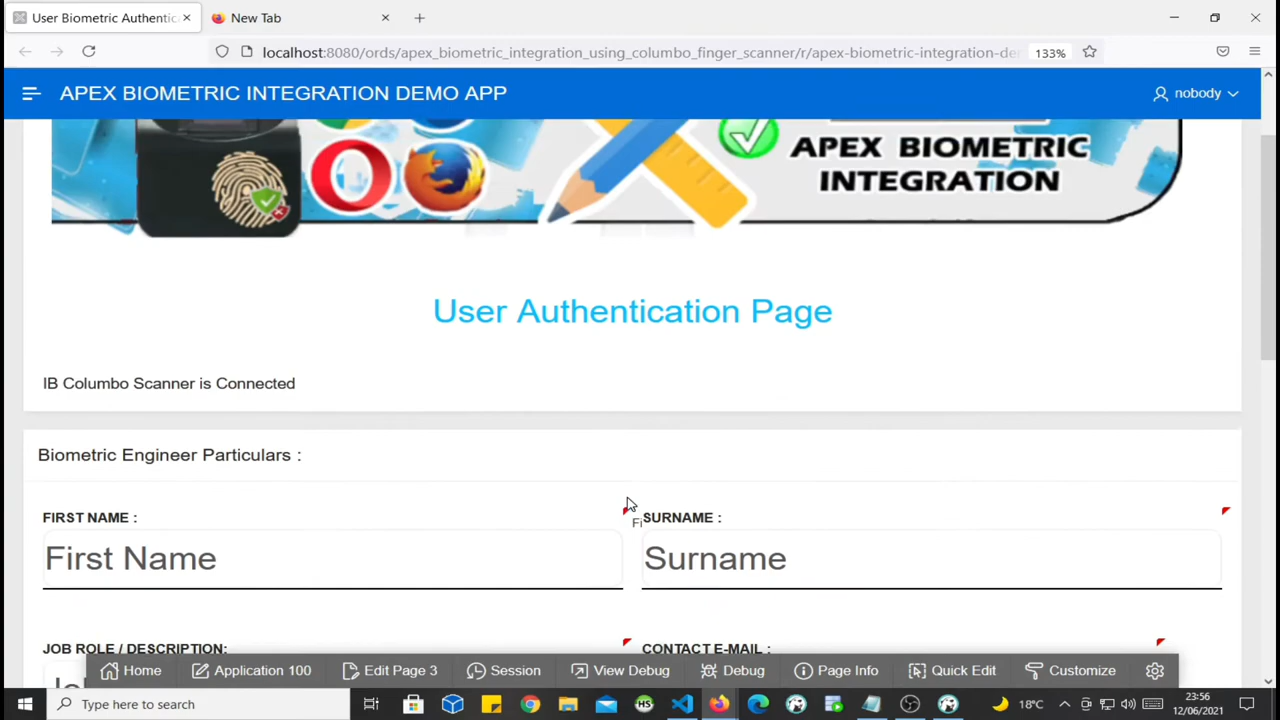 User Biometric Authentic
New Tab
localhost:8080/ords/apex_biometric_integration_using_columbo_finger_scanner/r/apex-biometric-integration-de
133%
APEX BIOMETRIC INTEGRATION DEMO APP
nobody
APEX BIOMETRIC
INTEGRATION
User Authentication Page
IB Columbo Scanner is Connected
Biometric Engineer Particulars :
FIRST NAME :
SURNAME :
First Name
Surname
JOB ROLE / DESCRIPTION:
CONTACT E-MAIL :
Home
Application 100
Edit Page 3
Session
View Debug
Debug
Page Info
Quick Edit
Customize
Type here to search
HS
18°C
23:56
12/06/2021